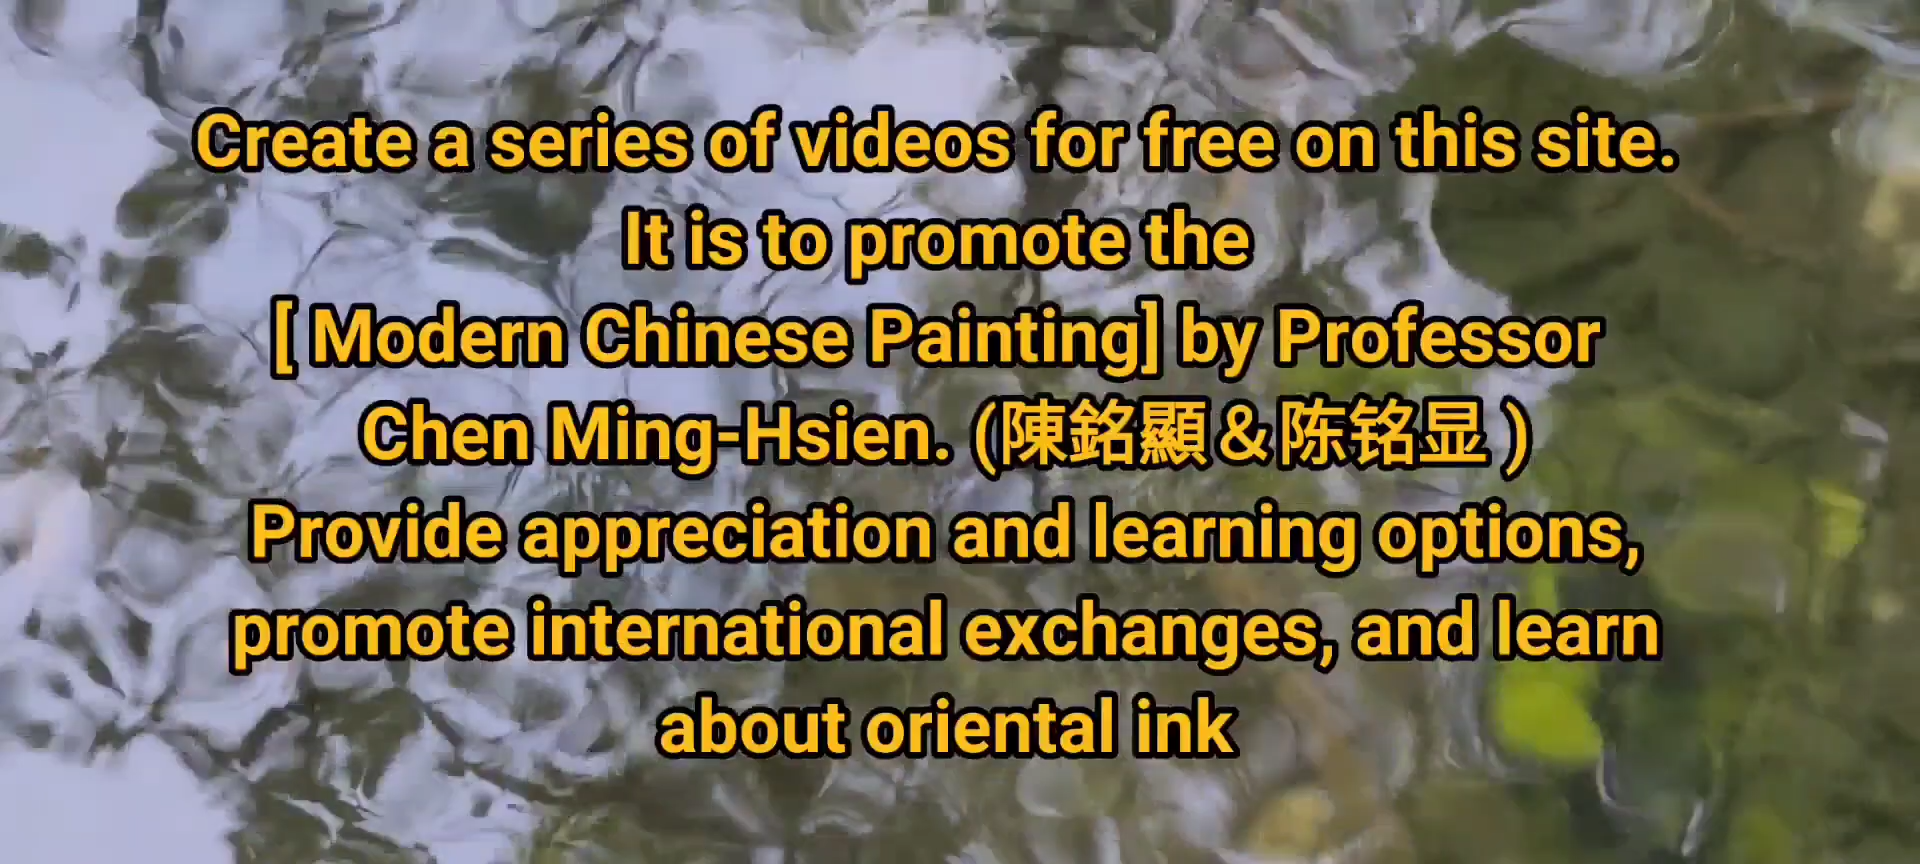 Create a series of videos for free on this site.
It is to promote the
[ Modern Chinese Painting] by Professor
Chen Ming-Hsien. (陳銘顯＆陈铭显 )
Provide appreciation and learning options,
promote international exchanges, and learn
about oriental ink